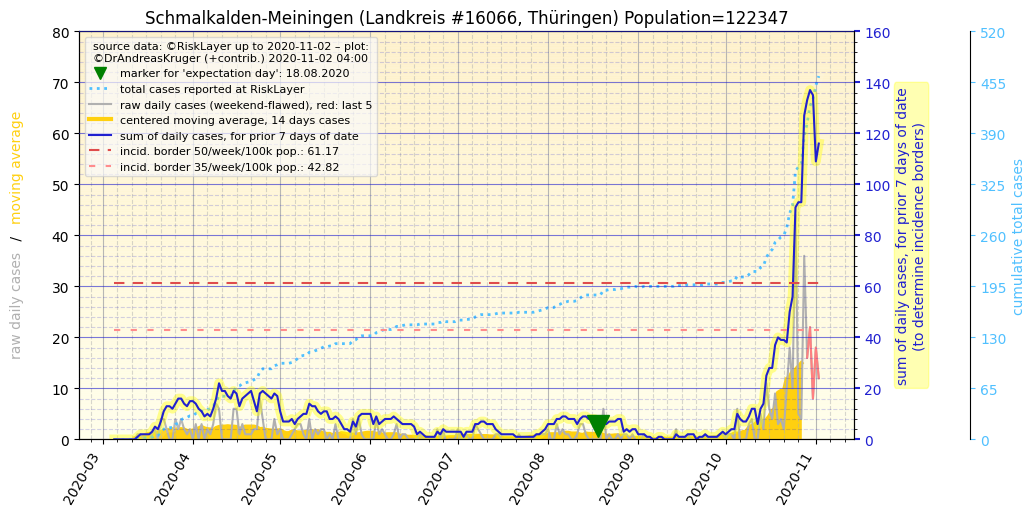 Schmalkalden-Meiningen (Landkreis #16066, Thüringen) Population=122347
source data: ©RiskLayer up to 2020-11-02 – plot:
©DrAndreasKruger (+contrib.) 2020-11-02 04:00
marker for 'expectation day': 18.08.2020
total cases reported at RiskLayer
raw daily cases (weekend-flawed), red: last 5
centered moving average, 14 days cases
sum of daily cases, for prior 7 days of date
incid. border 50/week/100k pop.: 61.17
incid. border 35/week/100k pop.: 42.82
raw daily cases / moving average
80
70
60
50
40
30
20
10
0
2020-03
2020-04
2020-05
2020-06
2020-07
2020-08
2020-09
2020-10
2020-11
160
140
120
100
80
60
40
20
0
sum of daily cases, for prior 7 days of date
(to determine incidence borders)
520
455
390
325
260
195
130
65
0
cumulative total cases